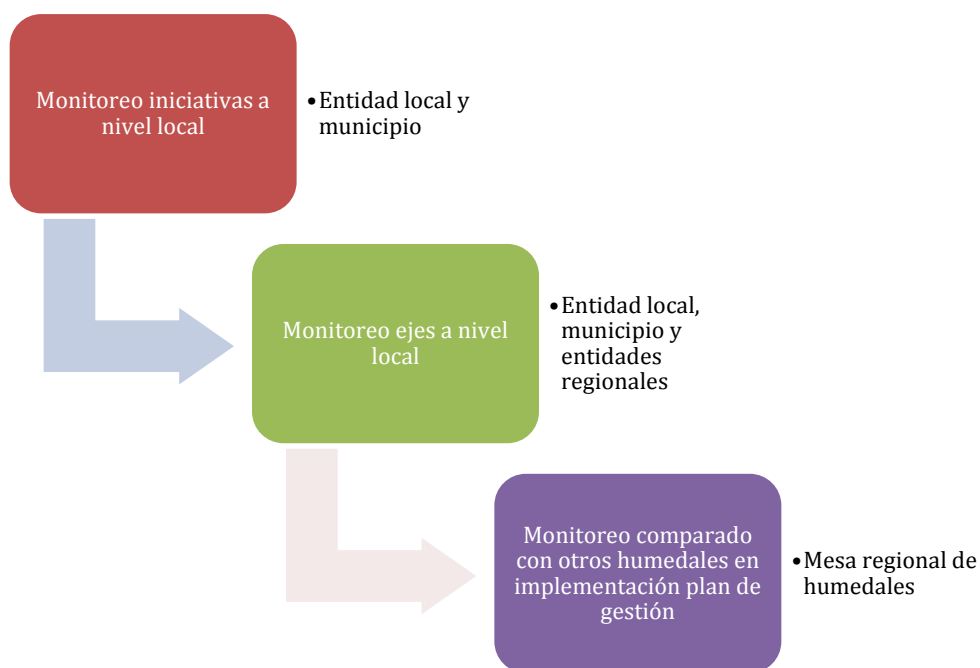 Monitoreo iniciativas a
nivel local
•Entidad local y
municipio
Monitoreo ejes a nivel
local
•Entidad local,
municipio y
entidades
regionales
Monitoreo comparado
con otros humedales en
implementación plan de
gestión
•Mesa regional de
humedales